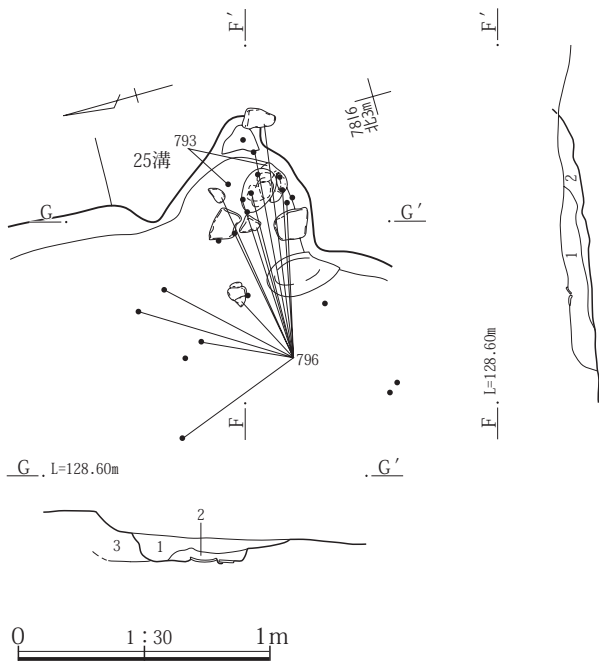 F′
F′
7816
北3m
793
25溝
G
G′
2
1
796
L=128.60m
F
F
G L=128.60m
G′
2
3
1
0 1:30 1m